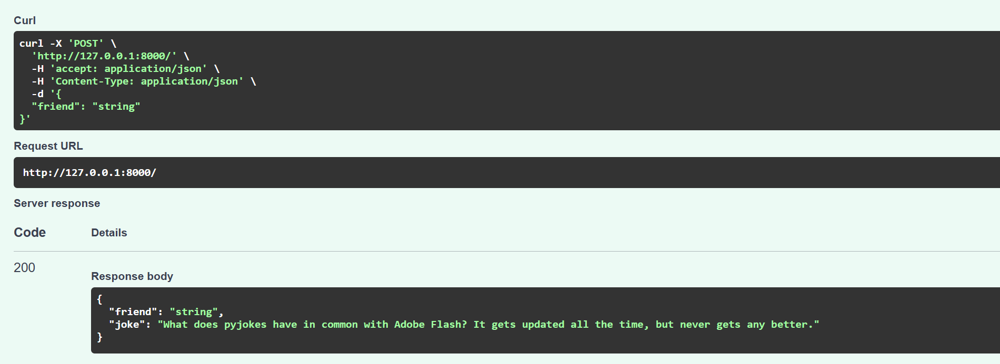 Curl
curl -X 'POST' \
  'http://127.0.0.1:8000/' \
  -H 'accept: application/json' \
  -H 'Content-Type: application/json' \
  -d '{
  "friend": "string"
}'
Request URL
http://127.0.0.1:8000/
Server response
Code Details
200
Response body
{
  "friend": "string",
  "joke": "What does pyjokes have in common with Adobe Flash? It gets updated all the time, but never gets any better."
}